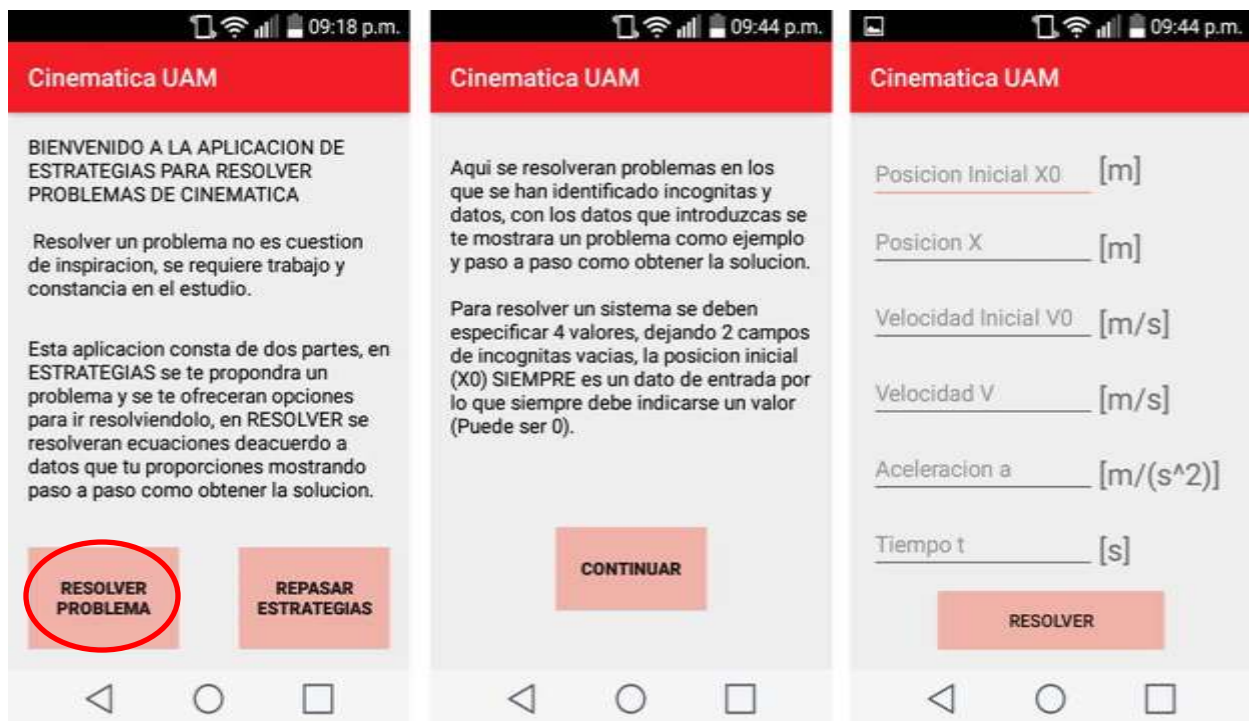 09:18 p.m.
Cinematica UAM
BIENVENIDO A LA APLICACION DE
ESTRATEGIAS PARA RESOLVER
PROBLEMAS DE CINEMATICA
Resolver un problema no es cuestion
de inspiracion, se requiere trabajo y
constancia en el estudio.
Esta aplicacion consta de dos partes, en
ESTRATEGIAS se te propondra un
problema y se te ofreceran opciones
para ir resolviendolo, en RESOLVER se
resolveran ecuaciones deacuerdo a
datos que tu proporciones mostrando
paso a paso como obtener la solucion.
RESOLVER
PROBLEMA
REPASAR
ESTRATEGIAS
09:44 p.m.
Cinematica UAM
Aqui se resolveran problemas en los
que se han identificado incognitas y
datos, con los datos que introduzcas se
te mostrara un problema como ejemplo
y paso a paso como obtener la solucion.
Para resolver un sistema se deben
especificar 4 valores, dejando 2 campos
de incognitas vacias, la posicion inicial
(X0) SIEMPRE es un dato de entrada por
lo que siempre debe indicarse un valor
(Puede ser 0).
CONTINUAR
09:44 p.m.
Cinematica UAM
Posicion Inicial X0 [m]
Posicion X [m]
Velocidad Inicial V0 [m/s]
Velocidad V [m/s]
Aceleracion a [m/(s^2)]
Tiempo t [s]
RESOLVER